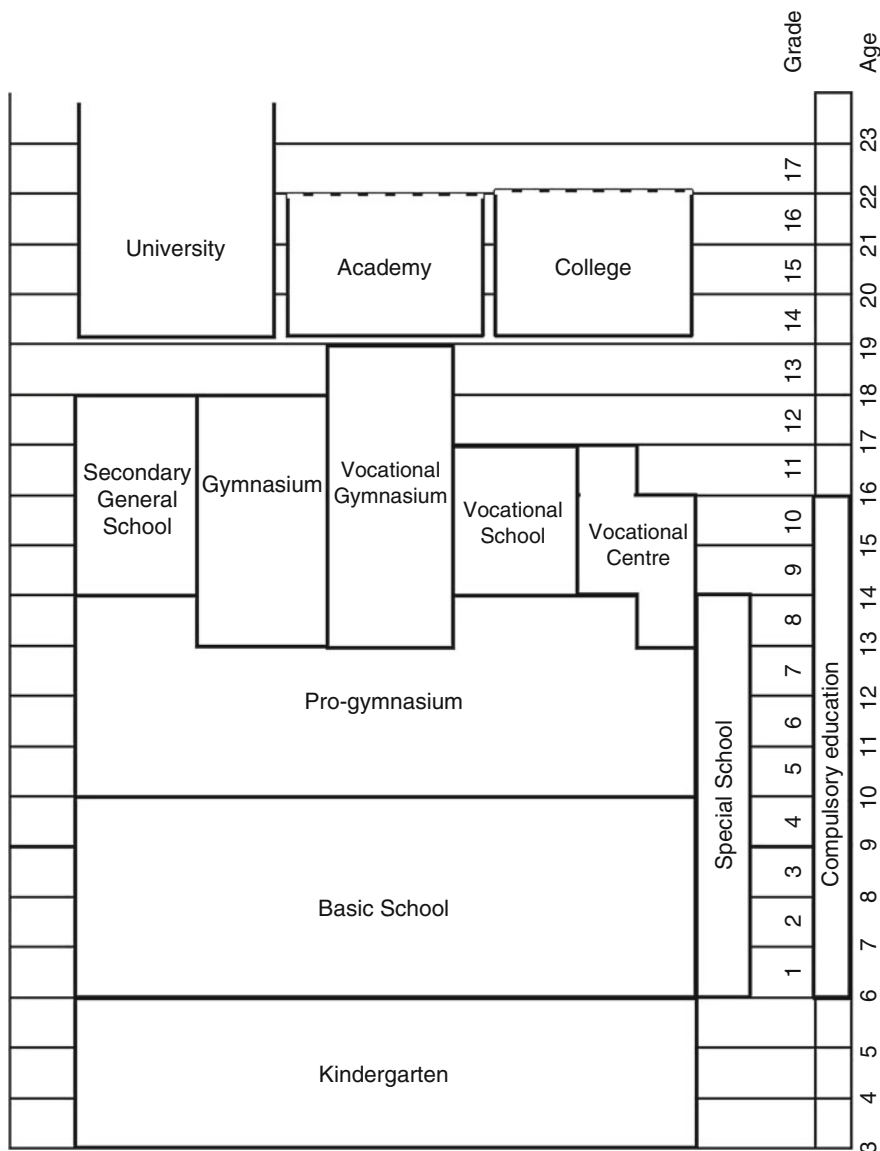 Grade
Age
University
Academy
College
Secondary
General
School
Gymnasium
Vocational
Gymnasium
Vocational
School
Vocational
Centre
Pro-gymnasium
Basic School
Kindergarten
Special School
Compulsory education
17
16
15
14
13
12
11
10
9
8
7
6
5
4
3
2
1
23
22
21
20
19
18
17
16
15
14
13
12
11
10
9
8
7
6
5
4
3